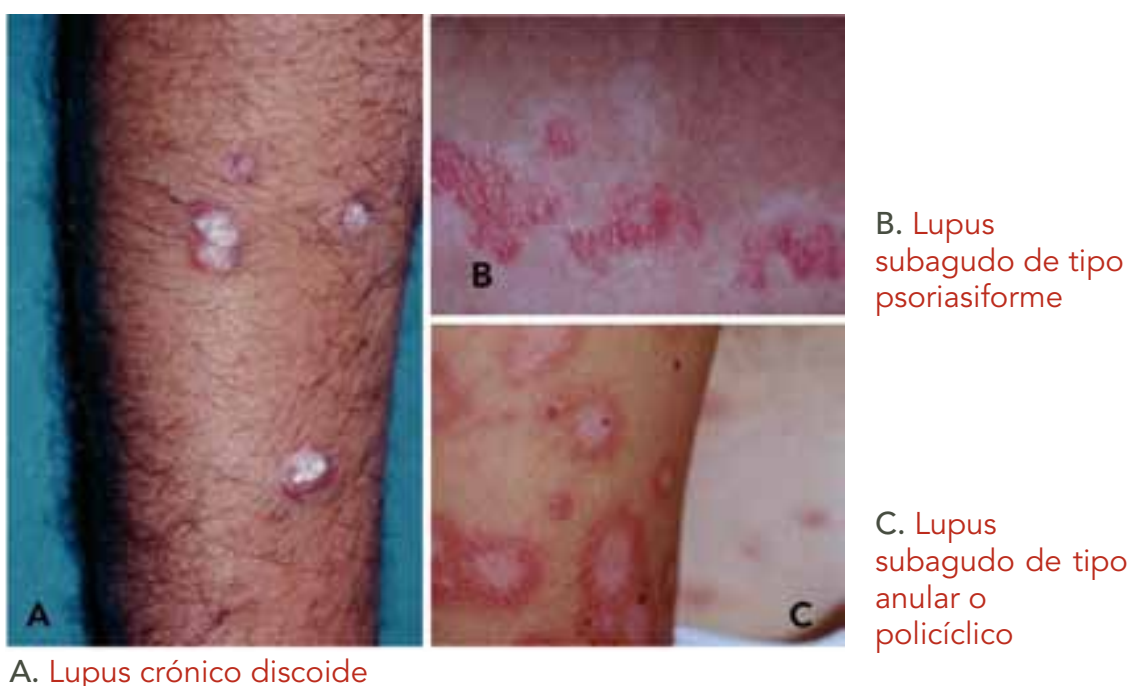 B
B. Lupus
subagudo de tipo
psoriasiforme
A
C
C. Lupus
subagudo de tipo
anular o
policíclico
A. Lupus crónico discoide